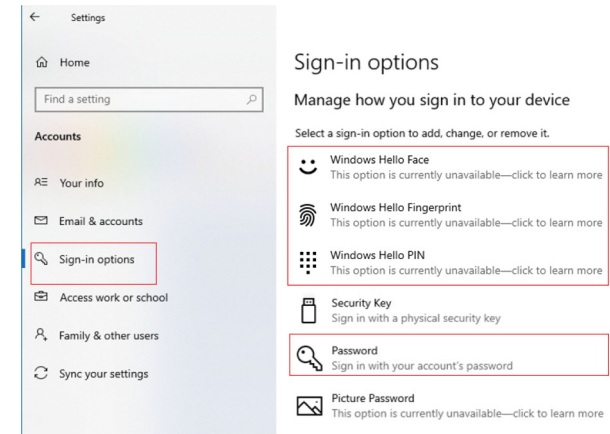 Settings
Home
Find a setting
Accounts
Your info
Email & accounts
Sign-in options
Access work or school
Family & other users
Sync your settings
Sign-in options
Manage how you sign in to your device
Select a sign-in option to add, change, or remove it.
Windows Hello Face
This option is currently unavailable—click to learn more
Windows Hello Fingerprint
This option is currently unavailable—click to learn more
Windows Hello PIN
This option is currently unavailable—click to learn more
Security Key
Sign in with a physical security key
Password
Sign in with your account's password
Picture Password
This option is currently unavailable—click to learn more